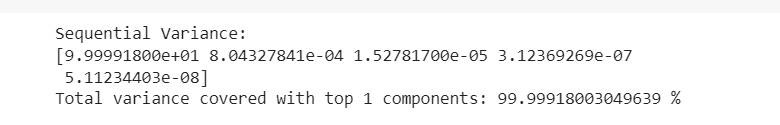 Sequential Variance:
[9.99991800e+01 8.04327841e-04 1.52781700e-05 3.12369269e-07
5.11234403e-08]
Total variance covered with top 1 components: 99.99918003049639 %